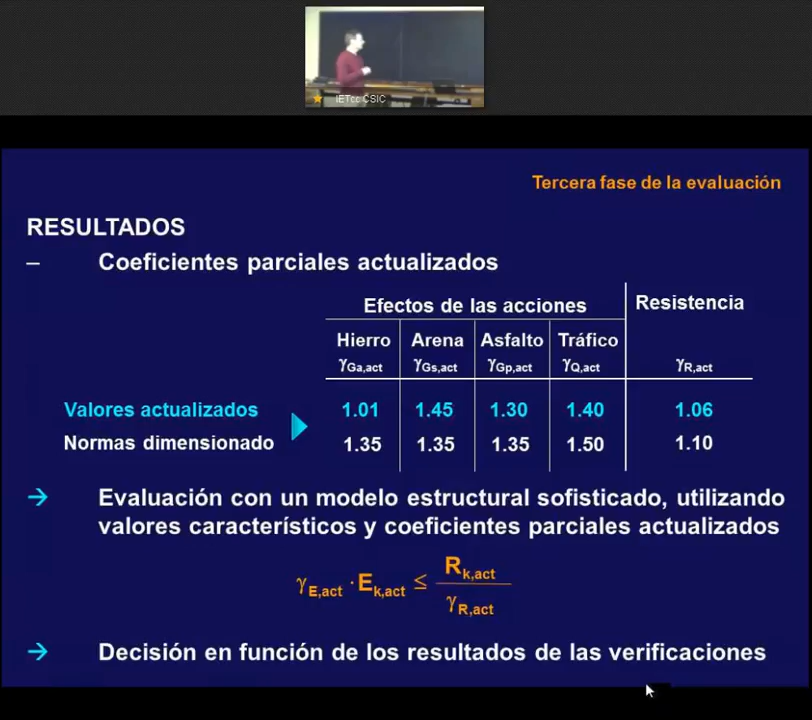 IETcc CSIC
Tercera fase de la evaluación
RESULTADOS
– Coeficientes parciales actualizados
Efectos de las acciones Resistencia
Hierro Arena Asfalto Tráfico
γGa,act γGs,act γGp,act γQ,act γR,act
Valores actualizados 1.01 1.45 1.30 1.40 1.06
Normas dimensionado 1.35 1.35 1.35 1.50 1.10
→ Evaluación con un modelo estructural sofisticado, utilizando
valores característicos y coeficientes parciales actualizados
γE,act · Ek,act ≤ Rk,act / γR,act
→ Decisión en función de los resultados de las verificaciones